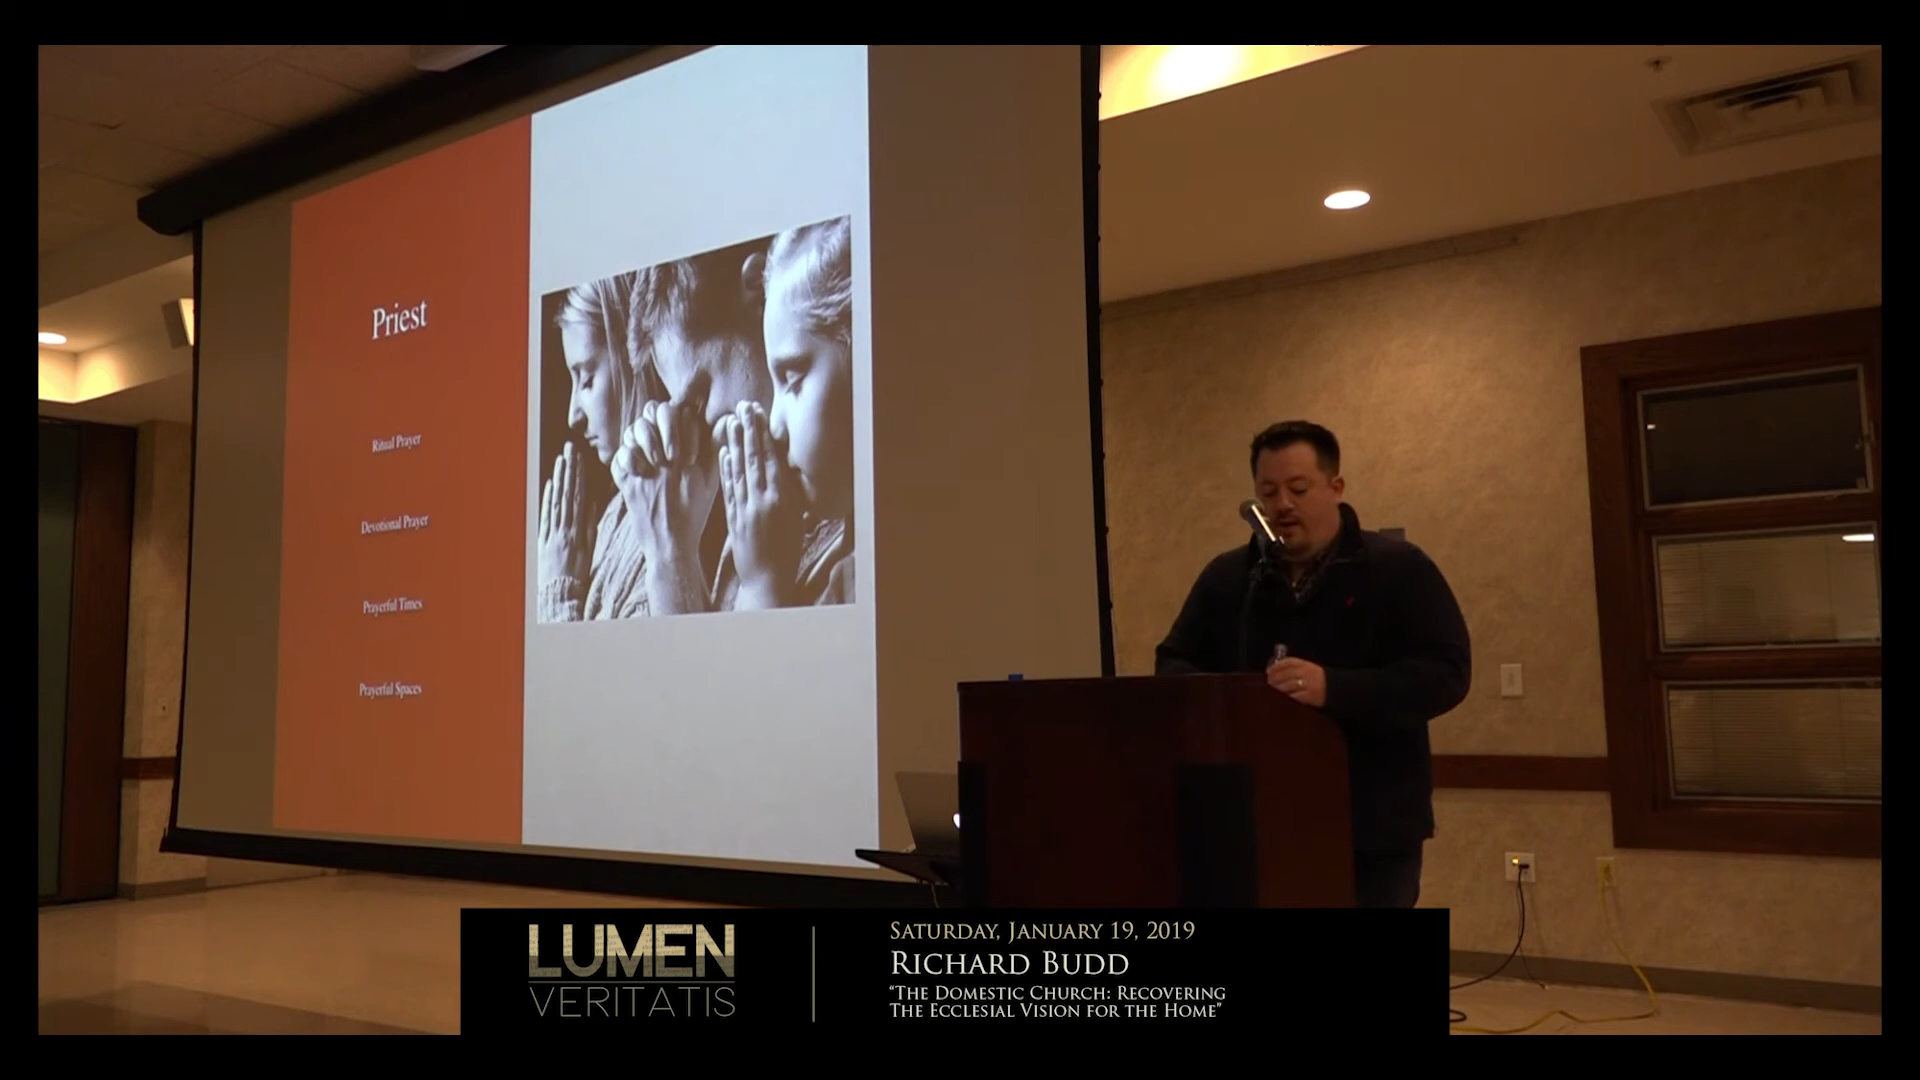 Priest
Ritual Prayer
Devotional Prayer
Prayerful Times
Prayerful Spaces
LUMEN
VERITATIS
Saturday, January 19, 2019
Richard Budd
“The Domestic Church: Recovering
The Ecclesial Vision for the Home”